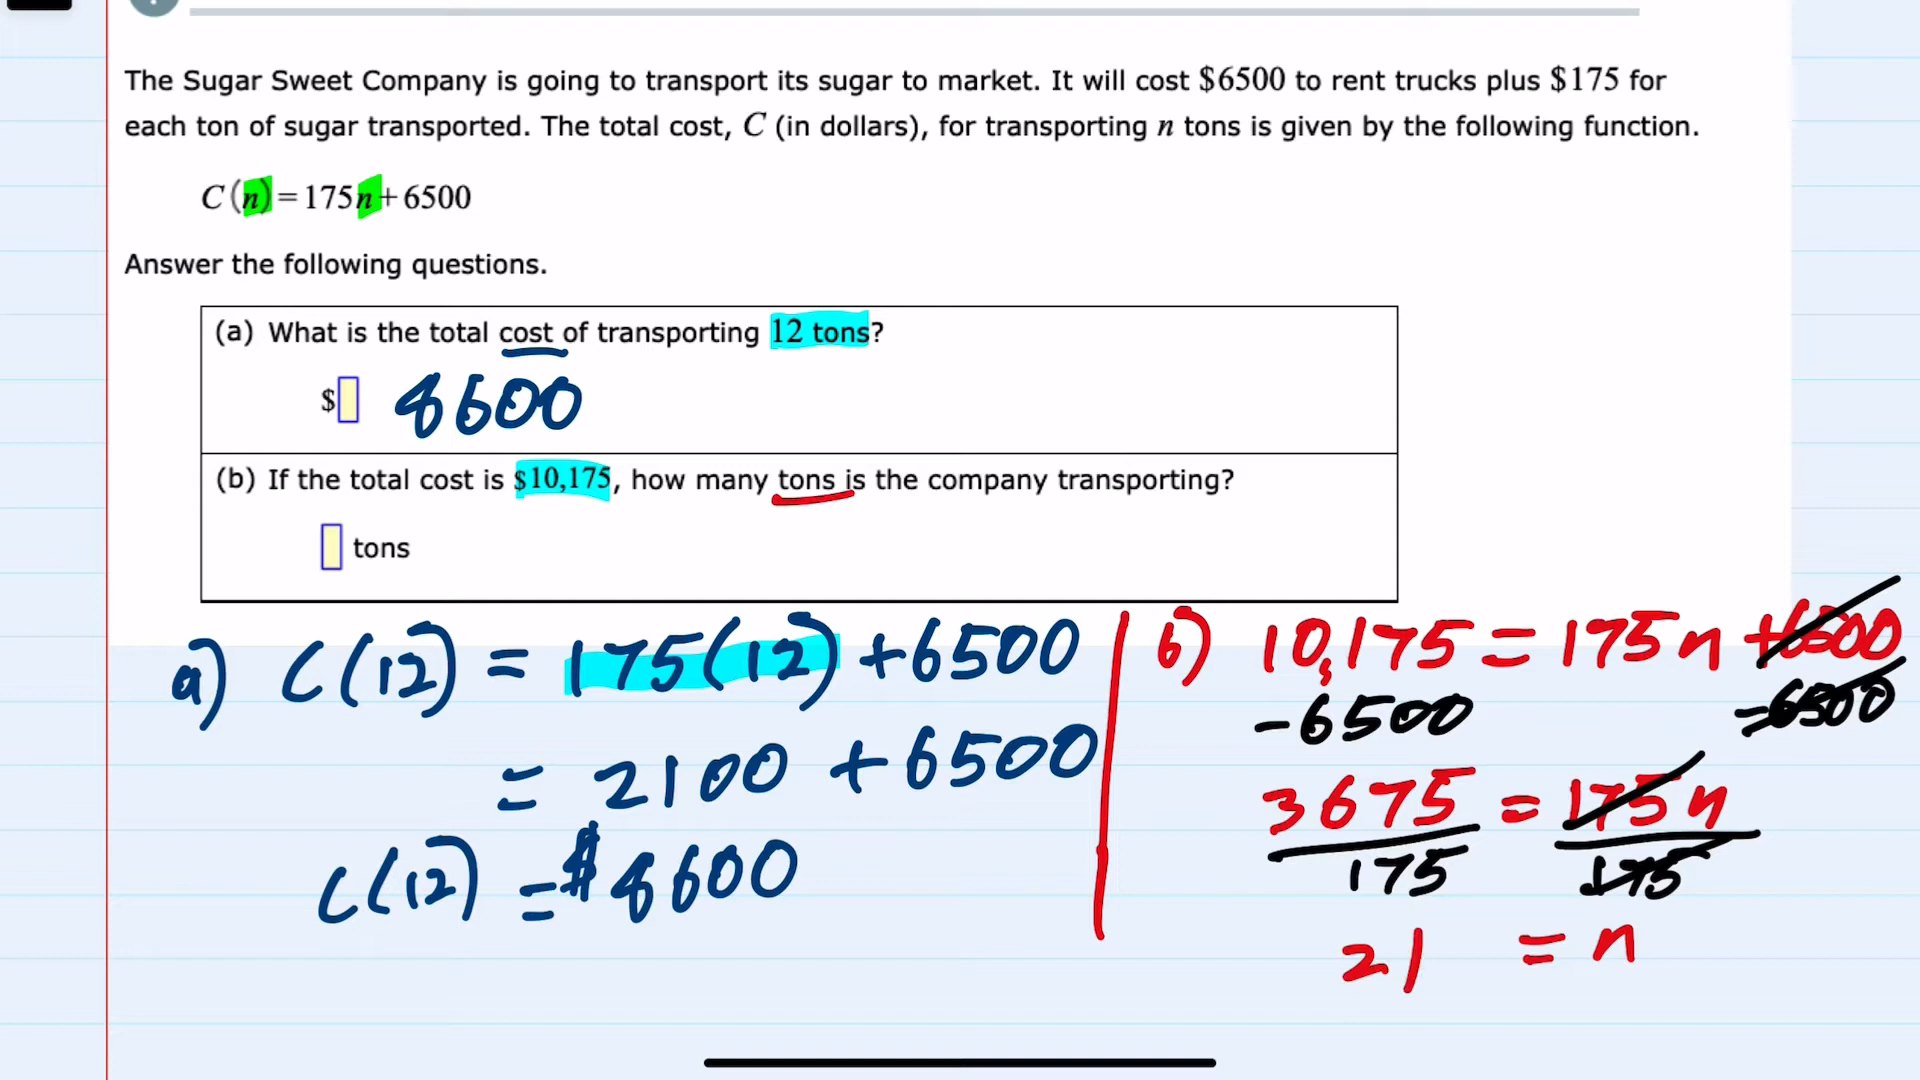 The Sugar Sweet Company is going to transport its sugar to market. It will cost $6500 to rent trucks plus $175 for
each ton of sugar transported. The total cost, C (in dollars), for transporting n tons is given by the following function.
C(n)=175n+6500
Answer the following questions.
(a) What is the total cost of transporting 12 tons?
$ 8600
(b) If the total cost is $10,175, how many tons is the company transporting?
tons
a) C(12) = 175(12) +6500
= 2100 +6500
C(12) =$8600
b) 10,175 = 175n +6500
-6500 -6500
3675 = 175n
175 175
21 = n